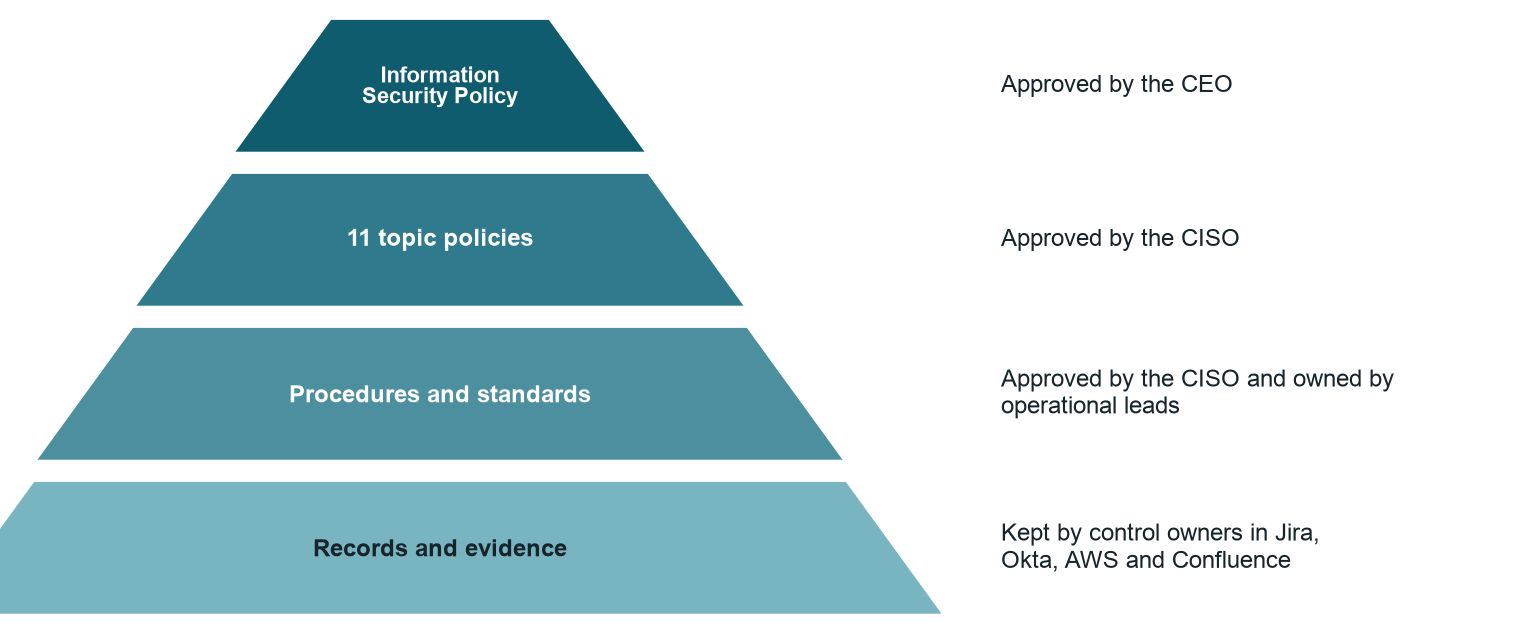 Information
Security Policy
Approved by the CEO
11 topic policies
Approved by the CISO
Procedures and standards
Approved by the CISO and owned by
operational leads
Records and evidence
Kept by control owners in Jira,
Okta, AWS and Confluence